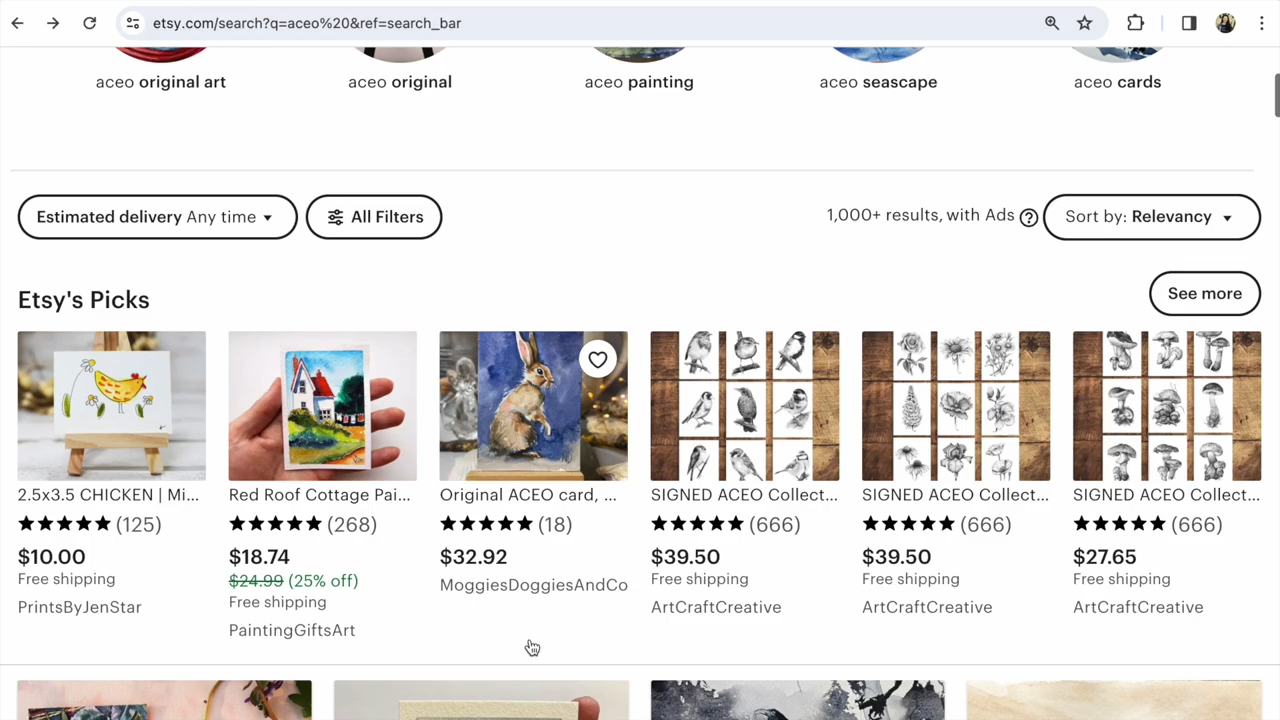 etsy.com/search?q=aceo%20&ref=search_bar
aceo original art
aceo original
aceo painting
aceo seascape
aceo cards
Estimated delivery Any time
All Filters
1,000+ results, with Ads
Sort by: Relevancy
Etsy's Picks
See more
2.5x3.5 CHICKEN | Mi...
Red Roof Cottage Pai...
Original ACEO card, ...
SIGNED ACEO Collect...
SIGNED ACEO Collect...
SIGNED ACEO Collect...
(125)
(268)
(18)
(666)
(666)
(666)
$10.00
$18.74
$32.92
$39.50
$39.50
$27.65
Free shipping
$24.99 (25% off)
MoggiesDoggiesAndCo
Free shipping
Free shipping
Free shipping
Free shipping
PrintsByJenStar
ArtCraftCreative
ArtCraftCreative
ArtCraftCreative
PaintingGiftsArt